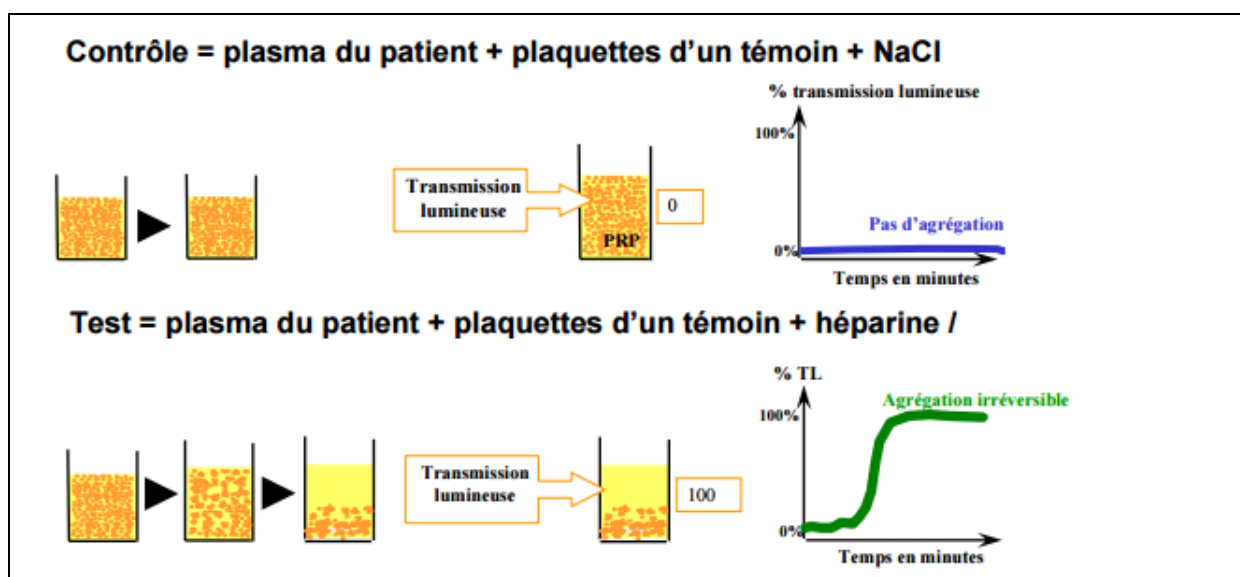 Contrôle = plasma du patient + plaquettes d’un témoin + NaCl
% transmission lumineuse
100%
Transmission
lumineuse
0
PRP
Pas d’agrégation
0%
Temps en minutes
Test = plasma du patient + plaquettes d’un témoin + héparine /
% TL
Agrégation irréversible
100%
Transmission
lumineuse
100
0%
Temps en minutes